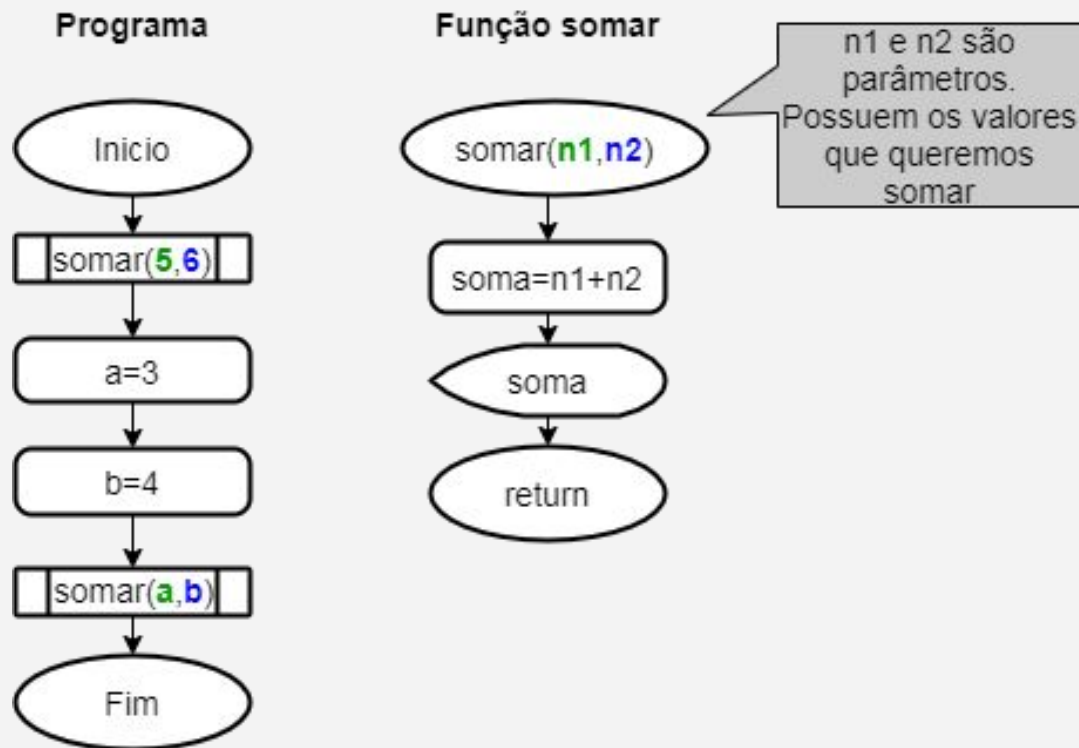 Programa
Inicio
somar(5,6)
a=3
b=4
somar(a,b)
Fim
Função somar
somar(n1,n2)
soma=n1+n2
soma
return
n1 e n2 são
parâmetros.
Possuem os valores
que queremos
somar